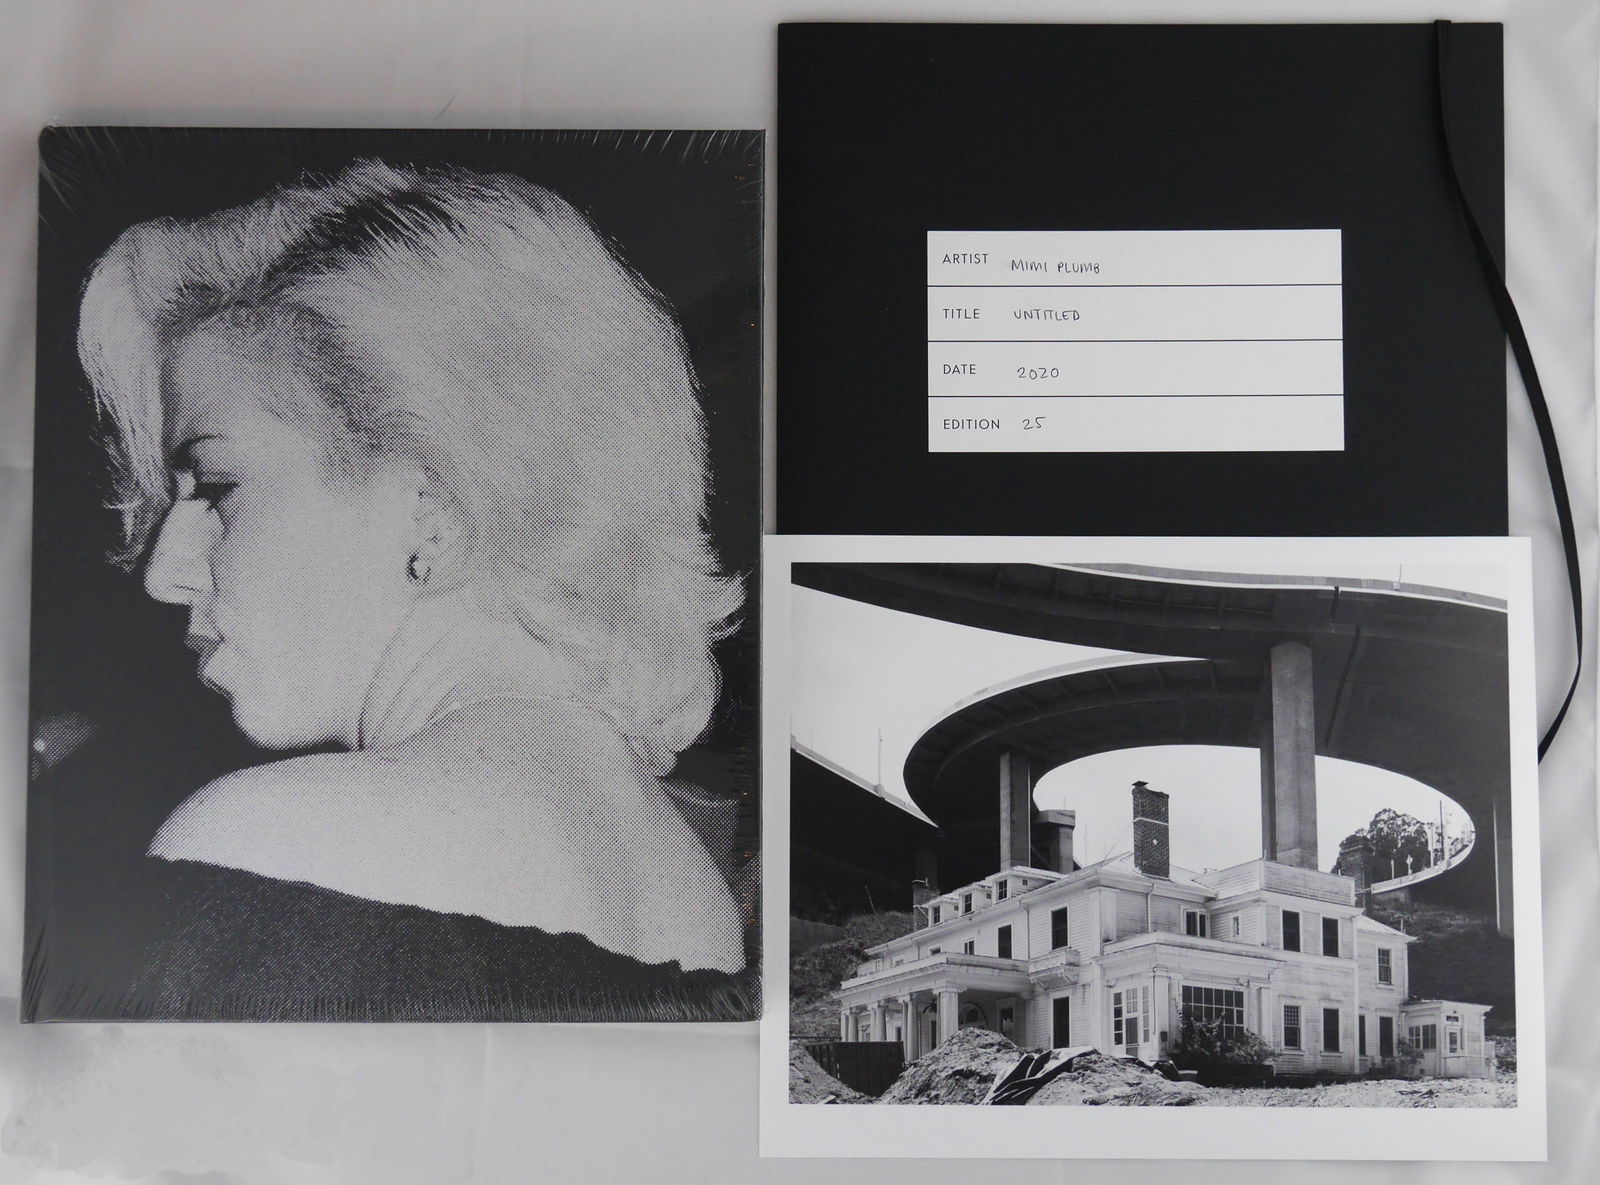 ARTIST MIMI PLUMB
TITLE UNTITLED
DATE 2020
EDITION 25